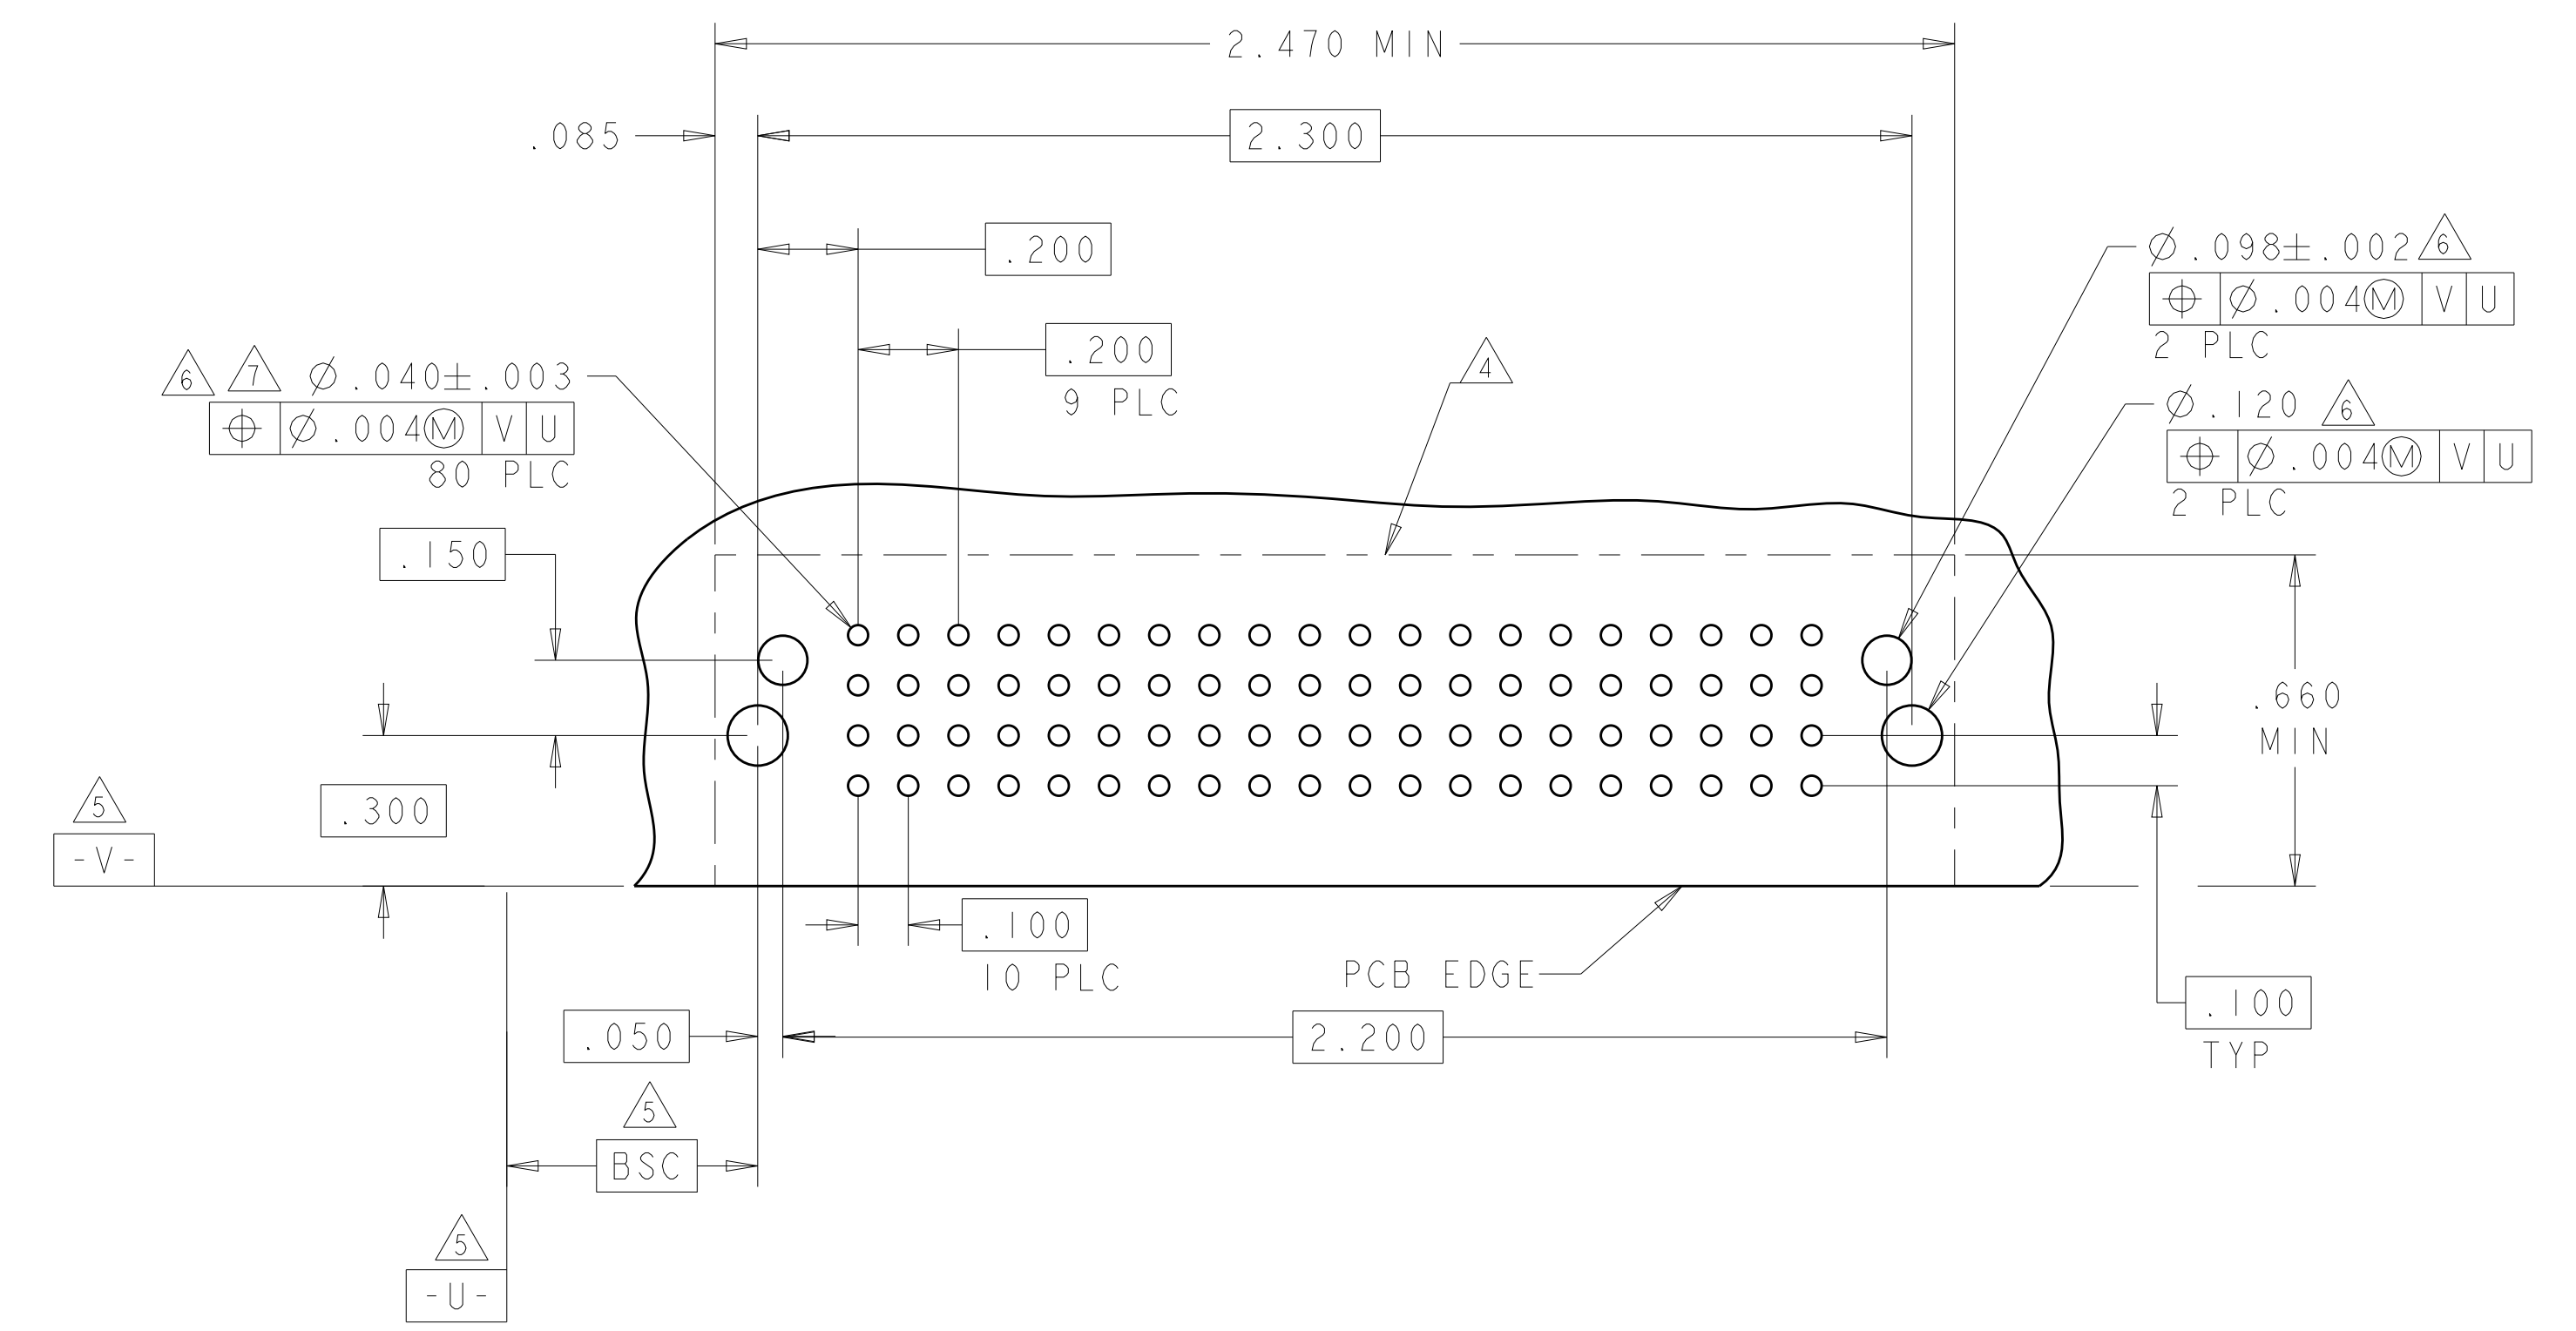 2.470 MIN
.085
2.300
.200
Ø.098±.002 6
⌖ Ø.004Ⓜ V U
2 PLC
.200
9 PLC
4
6 7 Ø.040±.003
⌖ Ø.004Ⓜ V U
80 PLC
Ø.120 6
⌖ Ø.004Ⓜ V U
2 PLC
.150
.660
MIN
5
-V-
.300
.100
10 PLC
PCB EDGE
.100
TYP
.050
2.200
5
BSC
5
-U-